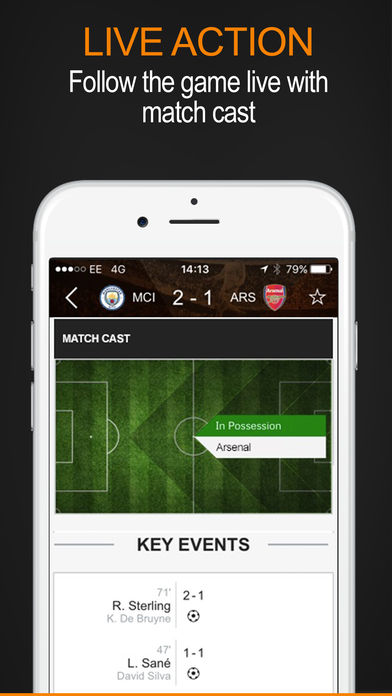 LIVE ACTION
Follow the game live with
match cast
EE 4G 14:13 79%
MCI 2 - 1 ARS Arsenal
MATCH CAST
In Possession
Arsenal
KEY EVENTS
71' 2-1
R. Sterling
K. De Bruyne
47' 1-1
L. Sané
David Silva